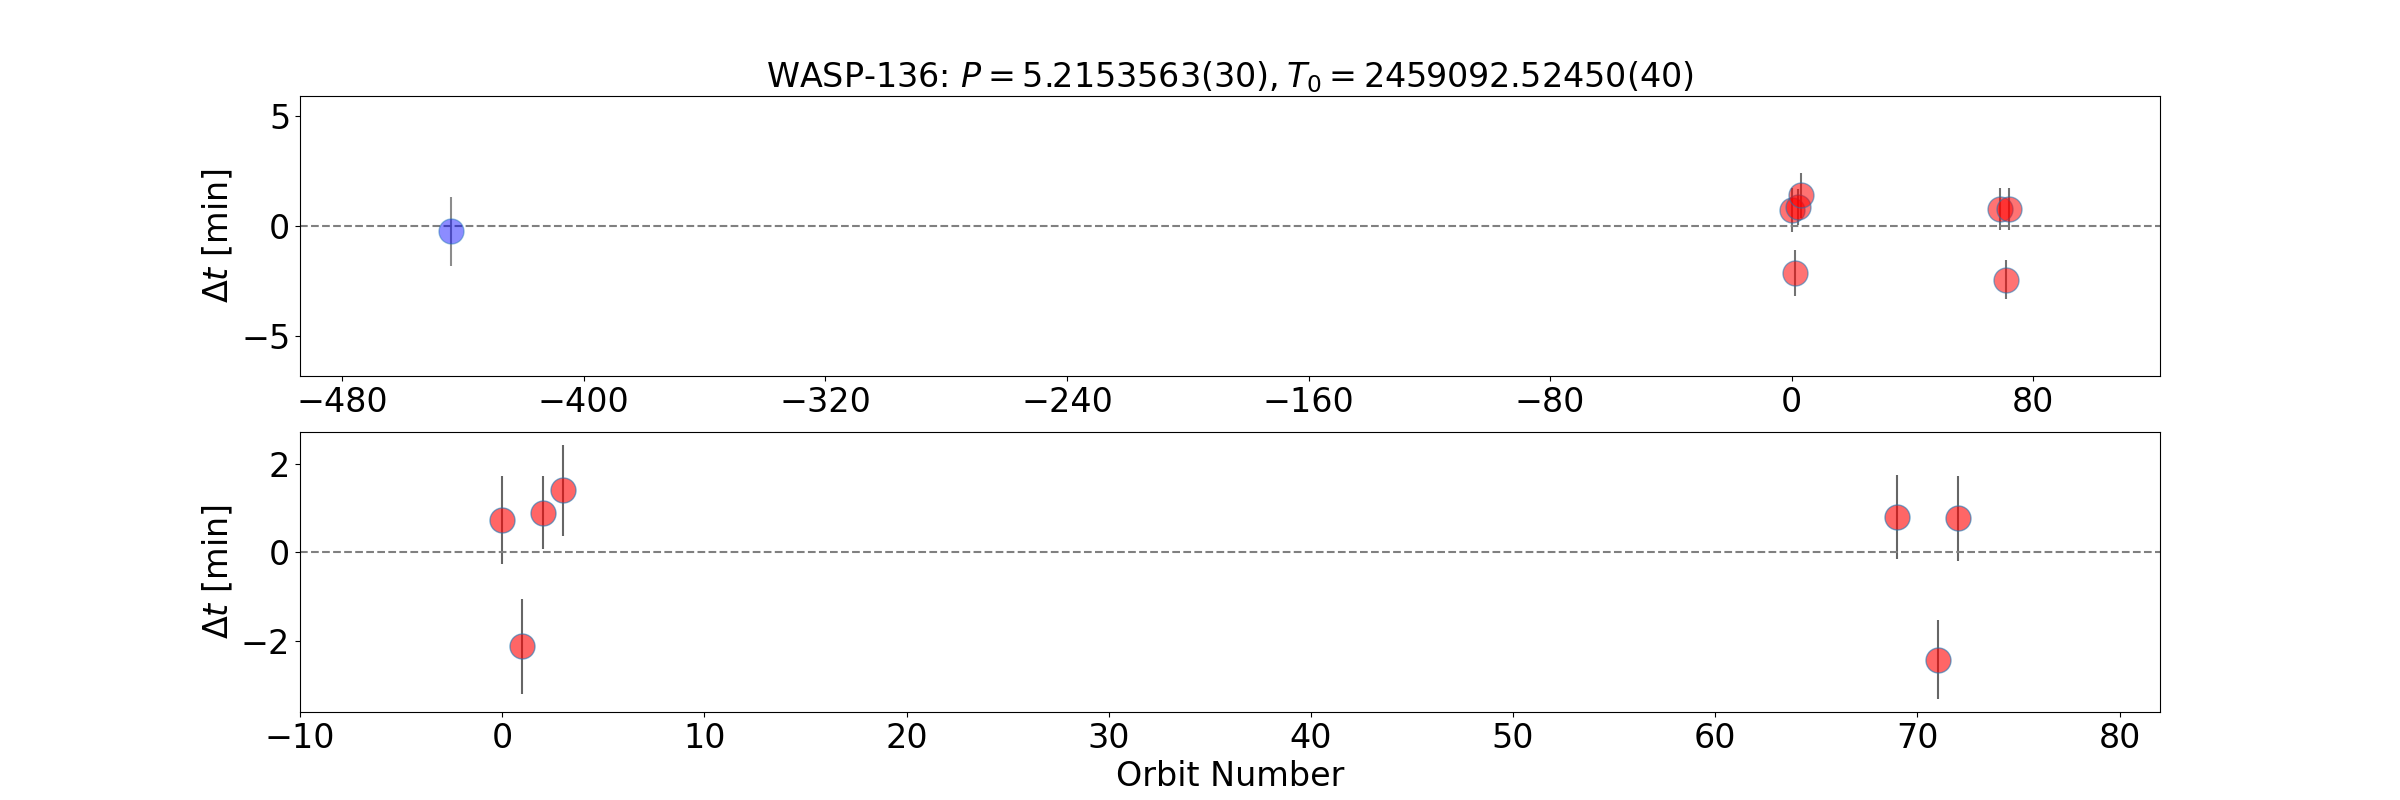 WASP-136: P = 5.2153563(30), T₀ = 2459092.52450(40)
5
0
−5
Δt [min]
−480 −400 −320 −240 −160 −80 0 80
2
0
−2
Δt [min]
−10 0 10 20 30 40 50 60 70 80
Orbit Number